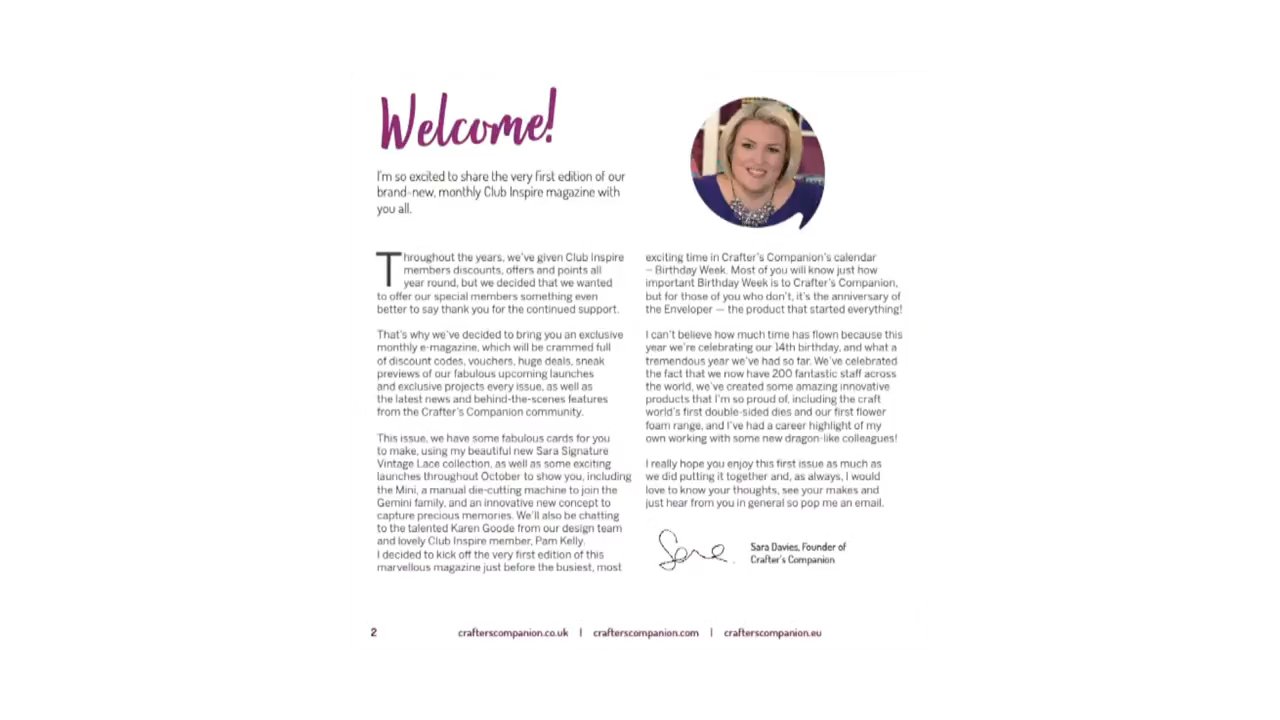 Welcome!
I'm so excited to share the very first edition of our
brand-new, monthly Club Inspire magazine with
you all.
Throughout the years, we've given Club Inspire
members discounts, offers and points all
year round, but we decided that we wanted
to offer our special members something even
better to say thank you for the continued support.
That's why we've decided to bring you an exclusive
monthly e-magazine, which will be crammed full
of discount codes, vouchers, huge deals, sneak
previews of our fabulous upcoming launches
and exclusive projects every issue, as well as
the latest news and behind-the-scenes features
from the Crafter's Companion community.
This issue, we have some fabulous cards for you
to make, using my beautiful new Sara Signature
Vintage Lace collection, as well as some exciting
launches throughout October to show you, including
the Mini, a manual die-cutting machine to join the
Gemini family, and an innovative new concept to
capture precious memories. We'll also be chatting
to the talented Karen Goode from our design team
and lovely Club Inspire member, Pam Kelly.
I decided to kick off the very first edition of this
marvellous magazine just before the busiest, most
exciting time in Crafter's Companion's calendar
– Birthday Week. Most of you will know just how
important Birthday Week is to Crafter's Companion,
but for those of you who don't, it's the anniversary of
the Enveloper – the product that started everything!
I can't believe how much time has flown because this
year we're celebrating our 14th birthday, and what a
tremendous year we've had so far. We've celebrated
the fact that we now have 200 fantastic staff across
the world, we've created some amazing innovative
products that I'm so proud of, including the craft
world's first double-sided dies and our first flower
foam range, and I've had a career highlight of my
own working with some new dragon-like colleagues!
I really hope you enjoy this first issue as much as
we did putting it together and, as always, I would
love to know your thoughts, see your makes and
just hear from you in general so pop me an email.
Sara
Sara Davies, Founder of
Crafter's Companion
2 crafterscompanion.co.uk | crafterscompanion.com | crafterscompanion.eu